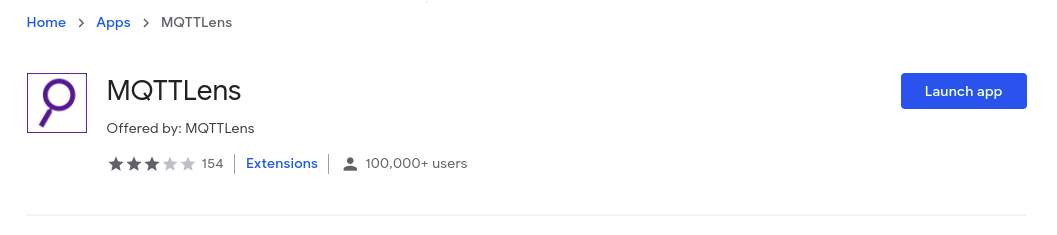 Home > Apps > MQTTLens
MQTTLens
Launch app
Offered by: MQTTLens
154 Extensions 100,000+ users